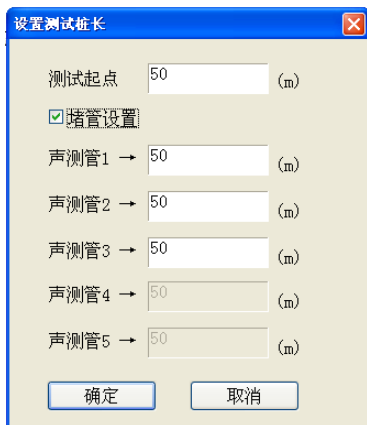 设置测试桩长
测试起点 50 (m)
堵管设置
声测管1 → 50 (m)
声测管2 → 50 (m)
声测管3 → 50 (m)
声测管4 → 50
声测管5 → 50 (m)
确定 取消